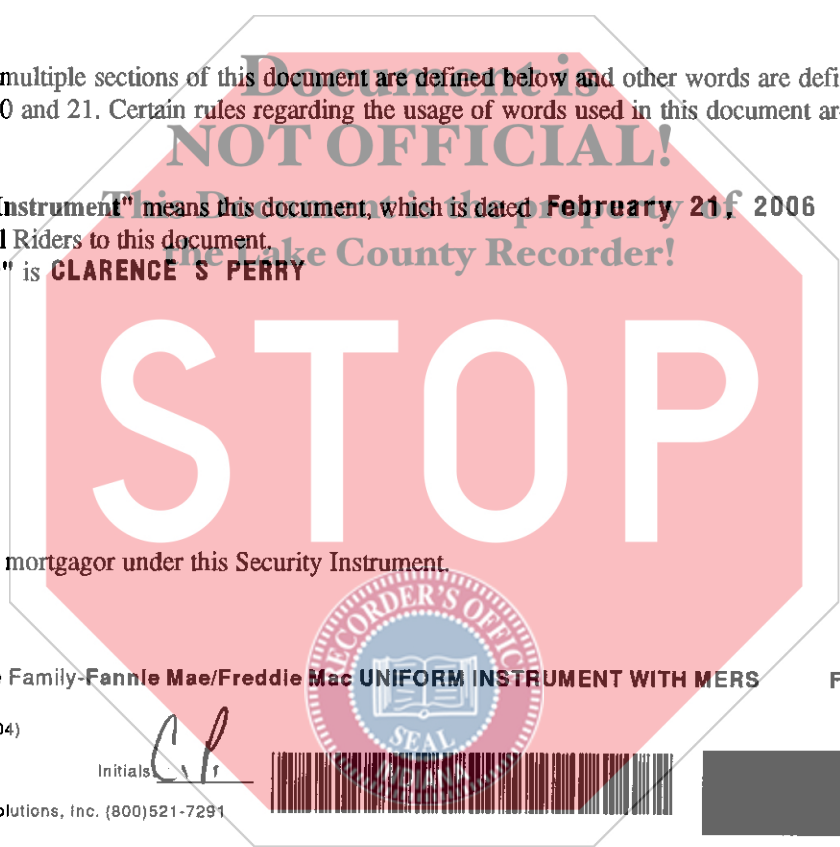 multiple sections of this document are defined below and other words are defi
Document is
0 and 21. Certain rules regarding the usage of words used in this document ar
NOT OFFICIAL!
Instrument" means this document, which is dated February 21, 2006
This Document is the property of
l Riders to this document.
the Lake County Recorder!
" is CLARENCE S PERRY
STOP
mortgagor under this Security Instrument.
RECORDER'S OFFICE
SEAL
INDIANA
Family-Fannie Mae/Freddie Mac UNIFORM INSTRUMENT WITH MERS F
04)
Initials: C. P.
olutions, Inc. (800)521-7291